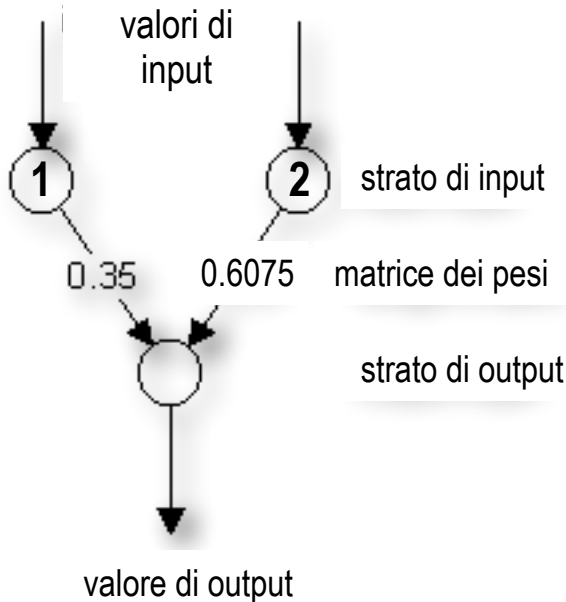 valori di
input
1
2
strato di input
0.35
0.6075
matrice dei pesi
strato di output
valore di output